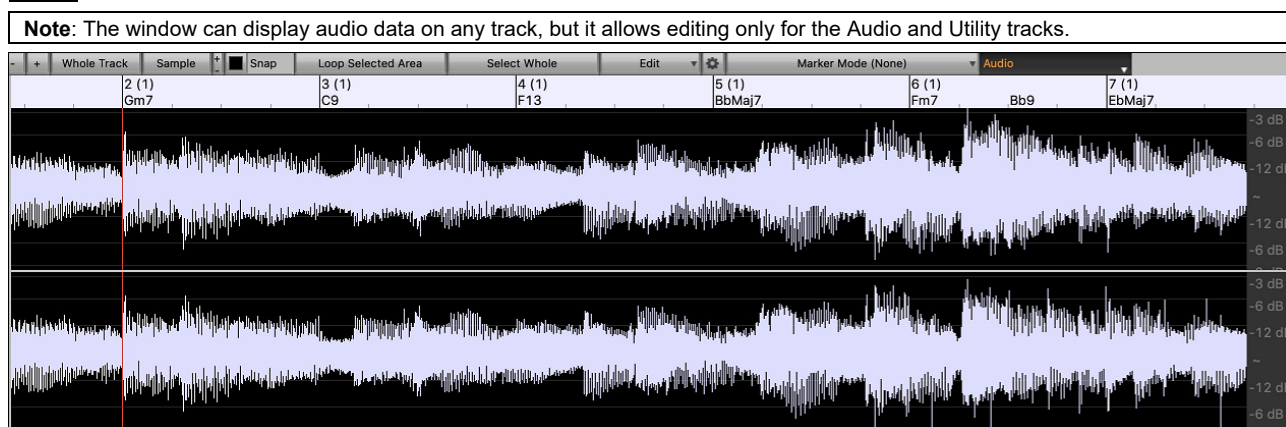 Note: The window can display audio data on any track, but it allows editing only for the Audio and Utility tracks.
- + Whole Track Sample + - Snap Loop Selected Area Select Whole Edit Marker Mode (None) Audio
2 (1) 3 (1) 4 (1) 5 (1) 6 (1) 7 (1)
Gm7 C9 F13 BbMaj7 Fm7 Bb9 EbMaj7
-3 dB
-6 dB
-12 dB
~
-12 dB
-6 dB
-3 dB
-6 dB
-12 dB
~
-12 dB
-6 dB